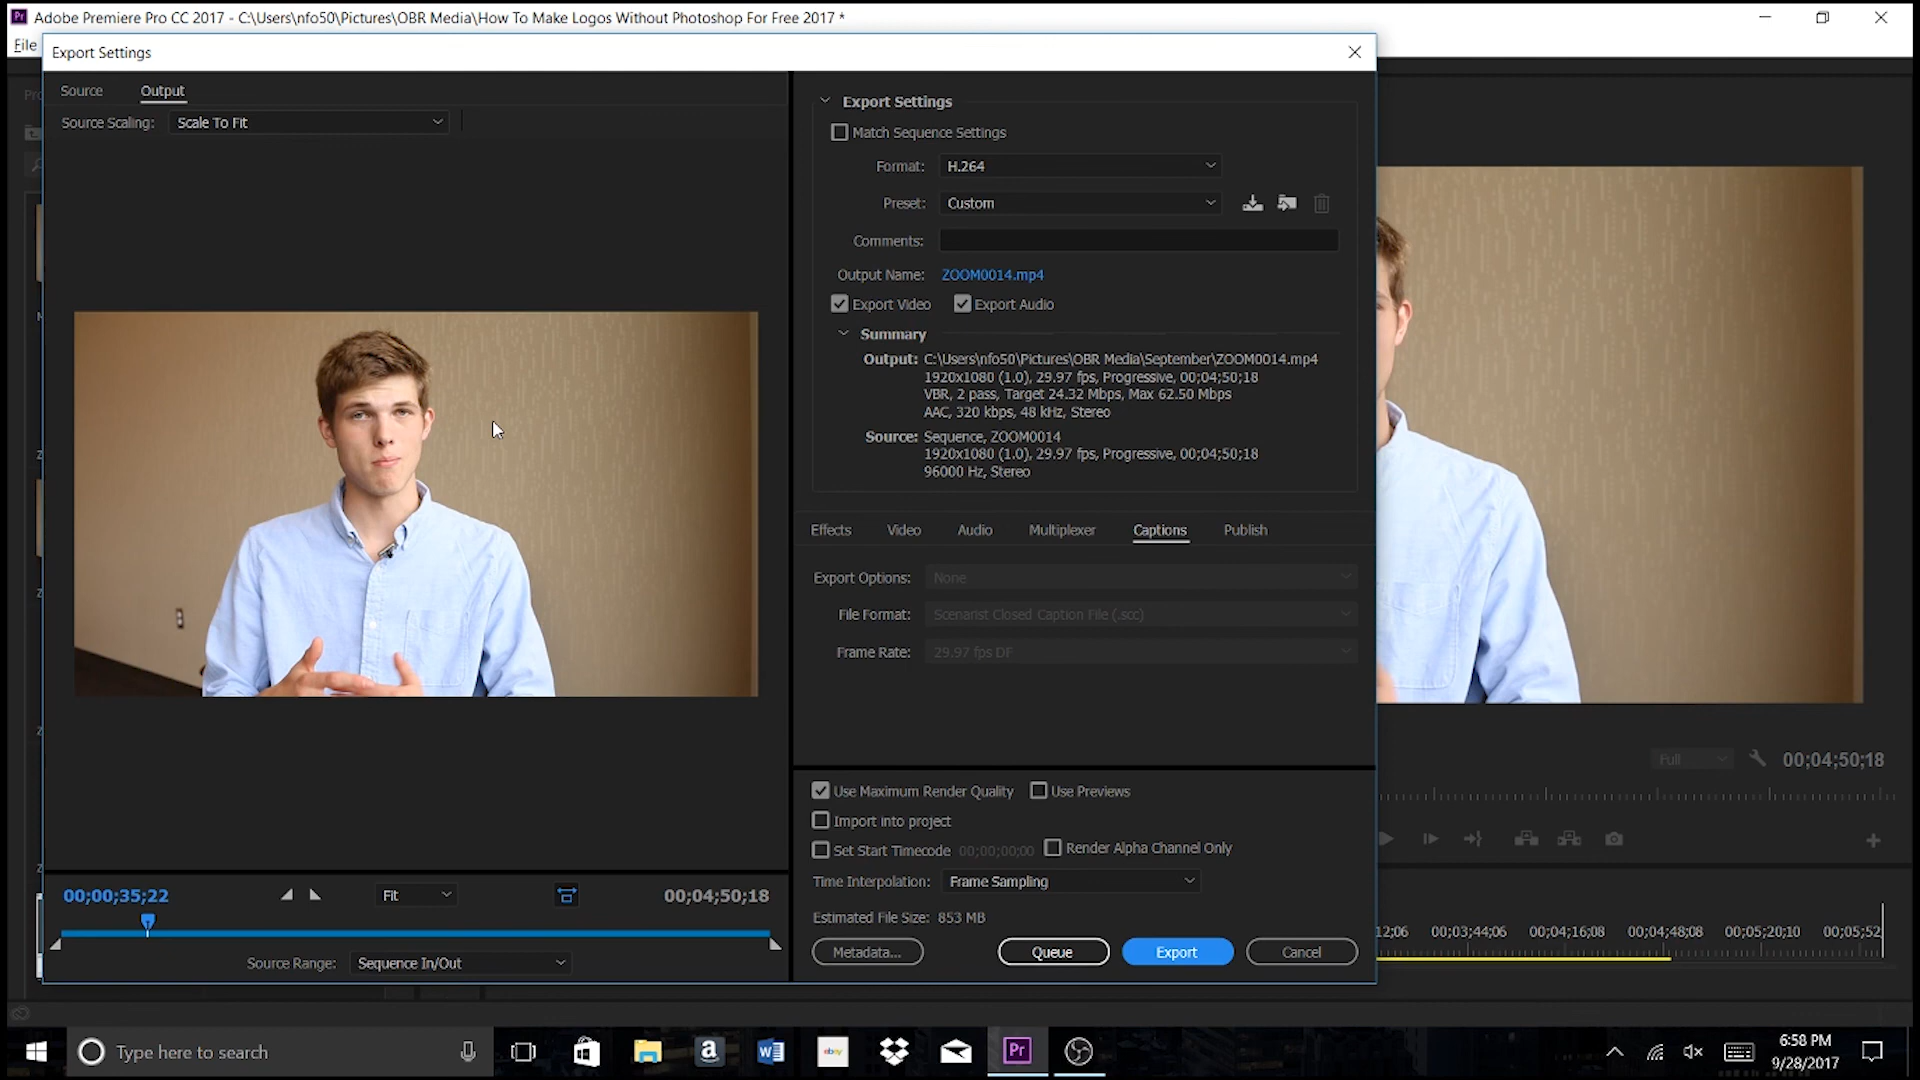 Adobe Premiere Pro CC 2017 - C:\Users\nfo50\Pictures\OBR Media\How To Make Logos Without Photoshop For Free 2017 *
File
Export Settings
Source Output
Source Scaling: Scale To Fit
Export Settings
Match Sequence Settings
Format: H.264
Preset: Custom
Comments:
Output Name: ZOOM0014.mp4
Export Video Export Audio
Summary
Output: C:\Users\nfo50\Pictures\OBR Media\September\ZOOM0014.mp4
1920x1080 (1.0), 29.97 fps, Progressive, 00;04;50;18
VBR, 2 pass, Target 24.32 Mbps, Max 62.50 Mbps
AAC, 320 kbps, 48 kHz, Stereo
Source: Sequence, ZOOM0014
1920x1080 (1.0), 29.97 fps, Progressive, 00;04;50;18
96000 Hz, Stereo
Effects Video Audio Multiplexer Captions Publish
Export Options: None
File Format: Scenarist Closed Caption File (.scc)
Frame Rate: 29.97 fps DF
Full 00;04;50;18
Use Maximum Render Quality Use Previews
Import into project
Set Start Timecode 00;00;00;00 Render Alpha Channel Only
Time Interpolation: Frame Sampling
Estimated File Size: 853 MB
Metadata... Queue Export Cancel
00;00;35;22 Fit 00;04;50;18
Source Range: Sequence In/Out
12;06 00;03;44;06 00;04;16;08 00;04;48;08 00;05;20;10 00;05;52
Type here to search
a
ebay
Pr
6:58 PM
9/28/2017